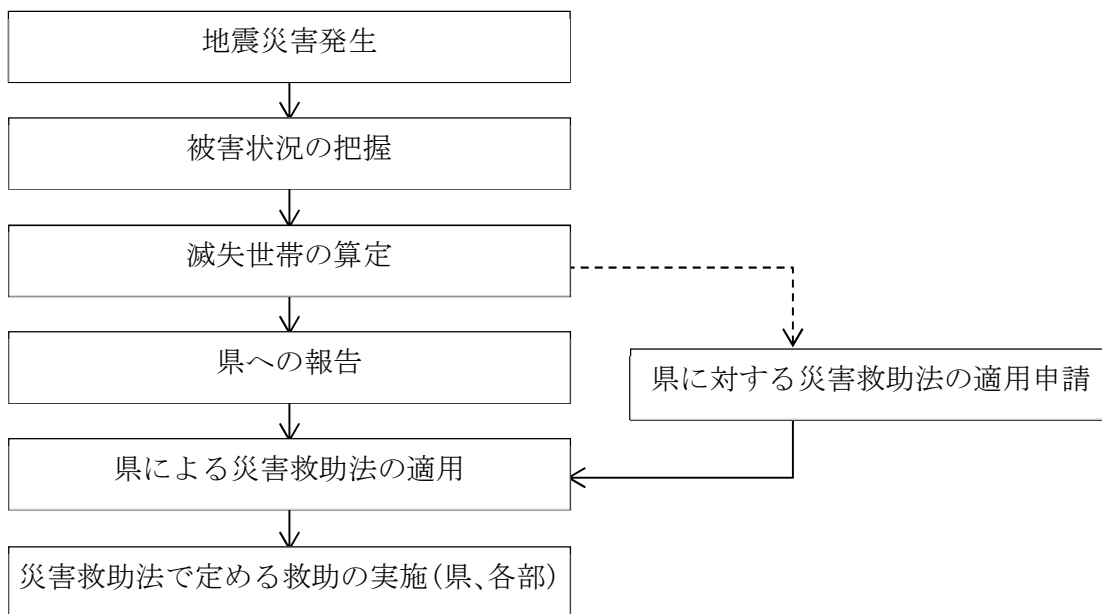 地震災害発生
被害状況の把握
滅失世帯の算定
県への報告
県に対する災害救助法の適用申請
県による災害救助法の適用
災害救助法で定める救助の実施(県、各部)